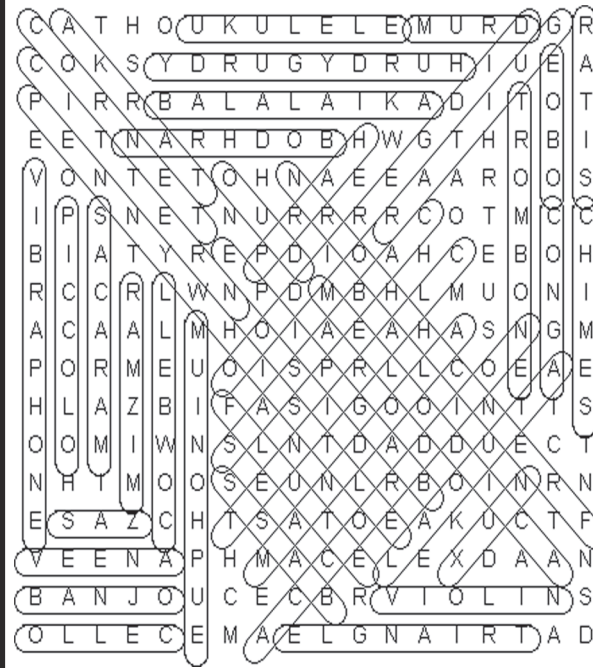 C A T H O U K U L E L E M U R D G R
C O K S Y D R U G Y D R U H I U E A
P I R R B A L A L A I K A D I T O T
E E T N A R H D O B H W G T H R B I
V O N T E T O H N A E E A A R O O S
I P S N E T N U R R R R C O T M C C
B I A T Y R E P D I O A H C E B O H
R C C R L W N P D M B H L M U O N I
A C A A L M H O I A E A H A S N G M
P O R M E U O I S P R L L C O E A E
H L A Z B I F A S I G O O I N T I S
O O M I W N S L N T D A D D U E C T
N H T M O O S E U N L R B O I N R N
E S A Z C H T S A T O E A K U C T F
V E E N A P H M A C E L E X D A A N
B A N J O U C E C B R V I O L I N S
O L L E C E M A E L G N A I R T A D